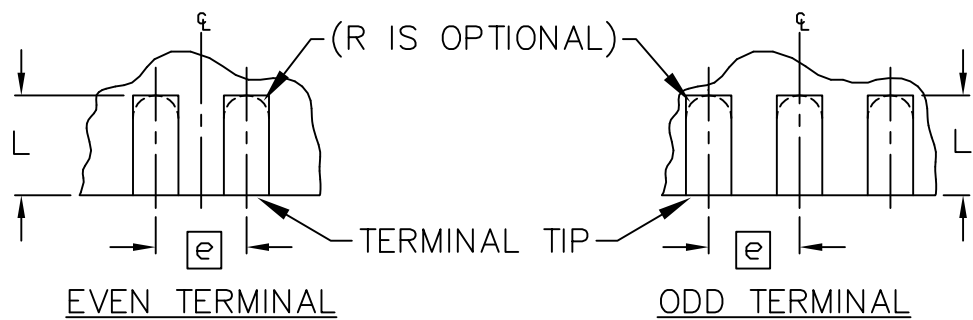 ℄ ℄
(R IS OPTIONAL)
L L
TERMINAL TIP
e e
EVEN TERMINAL ODD TERMINAL